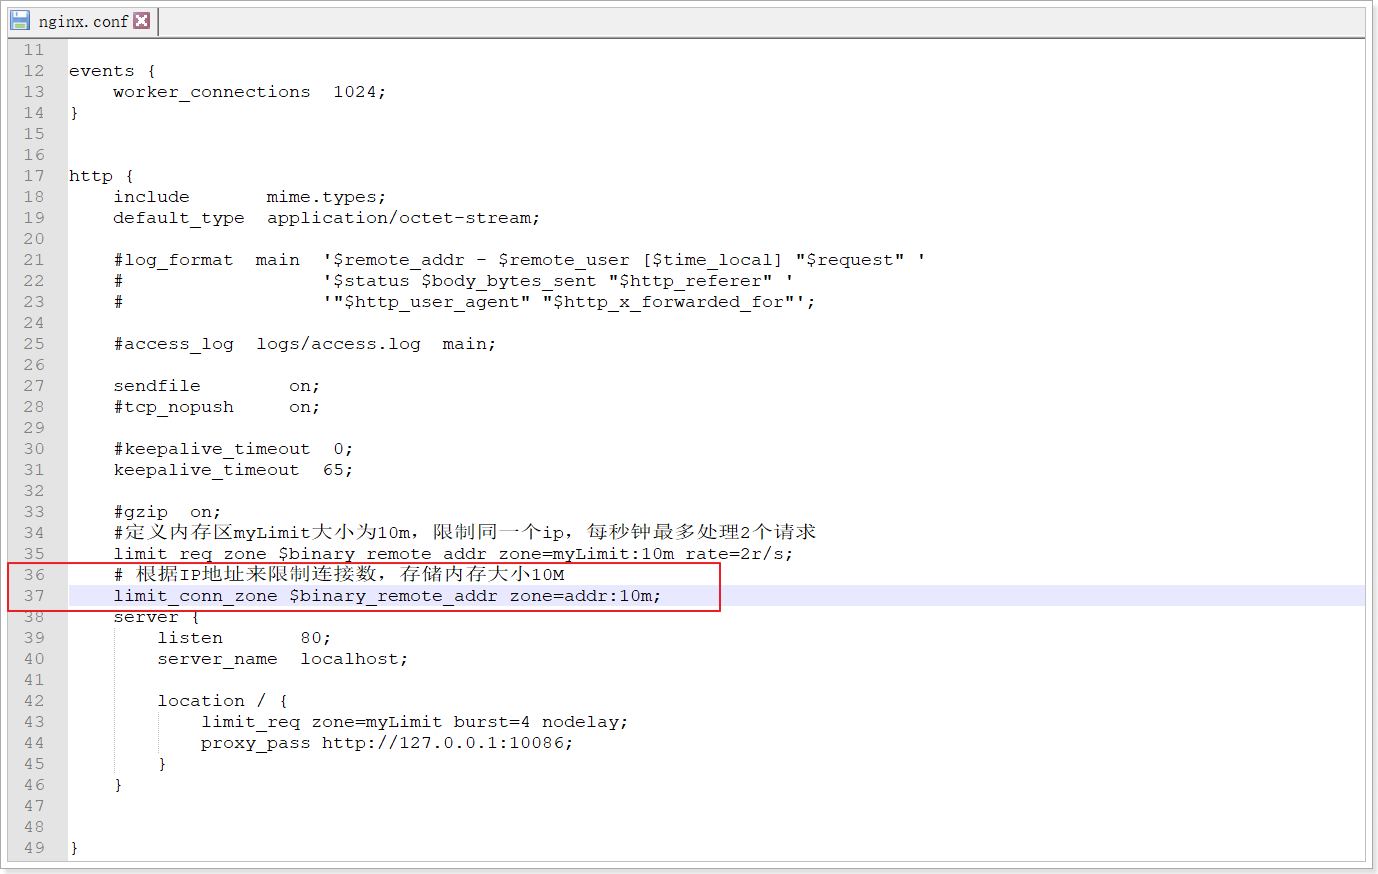 nginx.conf
11
12 events {
13     worker_connections  1024;
14 }
15
16
17 http {
18     include       mime.types;
19     default_type  application/octet-stream;
20
21     #log_format  main  '$remote_addr - $remote_user [$time_local] "$request" '
22     #                  '$status $body_bytes_sent "$http_referer" '
23     #                  '"$http_user_agent" "$http_x_forwarded_for"';
24
25     #access_log  logs/access.log  main;
26
27     sendfile        on;
28     #tcp_nopush     on;
29
30     #keepalive_timeout  0;
31     keepalive_timeout  65;
32
33     #gzip  on;
34     #定义内存区myLimit大小为10m，限制同一个ip，每秒钟最多处理2个请求
35     limit_req_zone $binary_remote_addr zone=myLimit:10m rate=2r/s;
36     # 根据IP地址来限制连接数，存储内存大小10M
37     limit_conn_zone $binary_remote_addr zone=addr:10m;
38     server {
39         listen       80;
40         server_name  localhost;
41
42         location / {
43             limit_req zone=myLimit burst=4 nodelay;
44             proxy_pass http://127.0.0.1:10086;
45         }
46     }
47
48
49 }